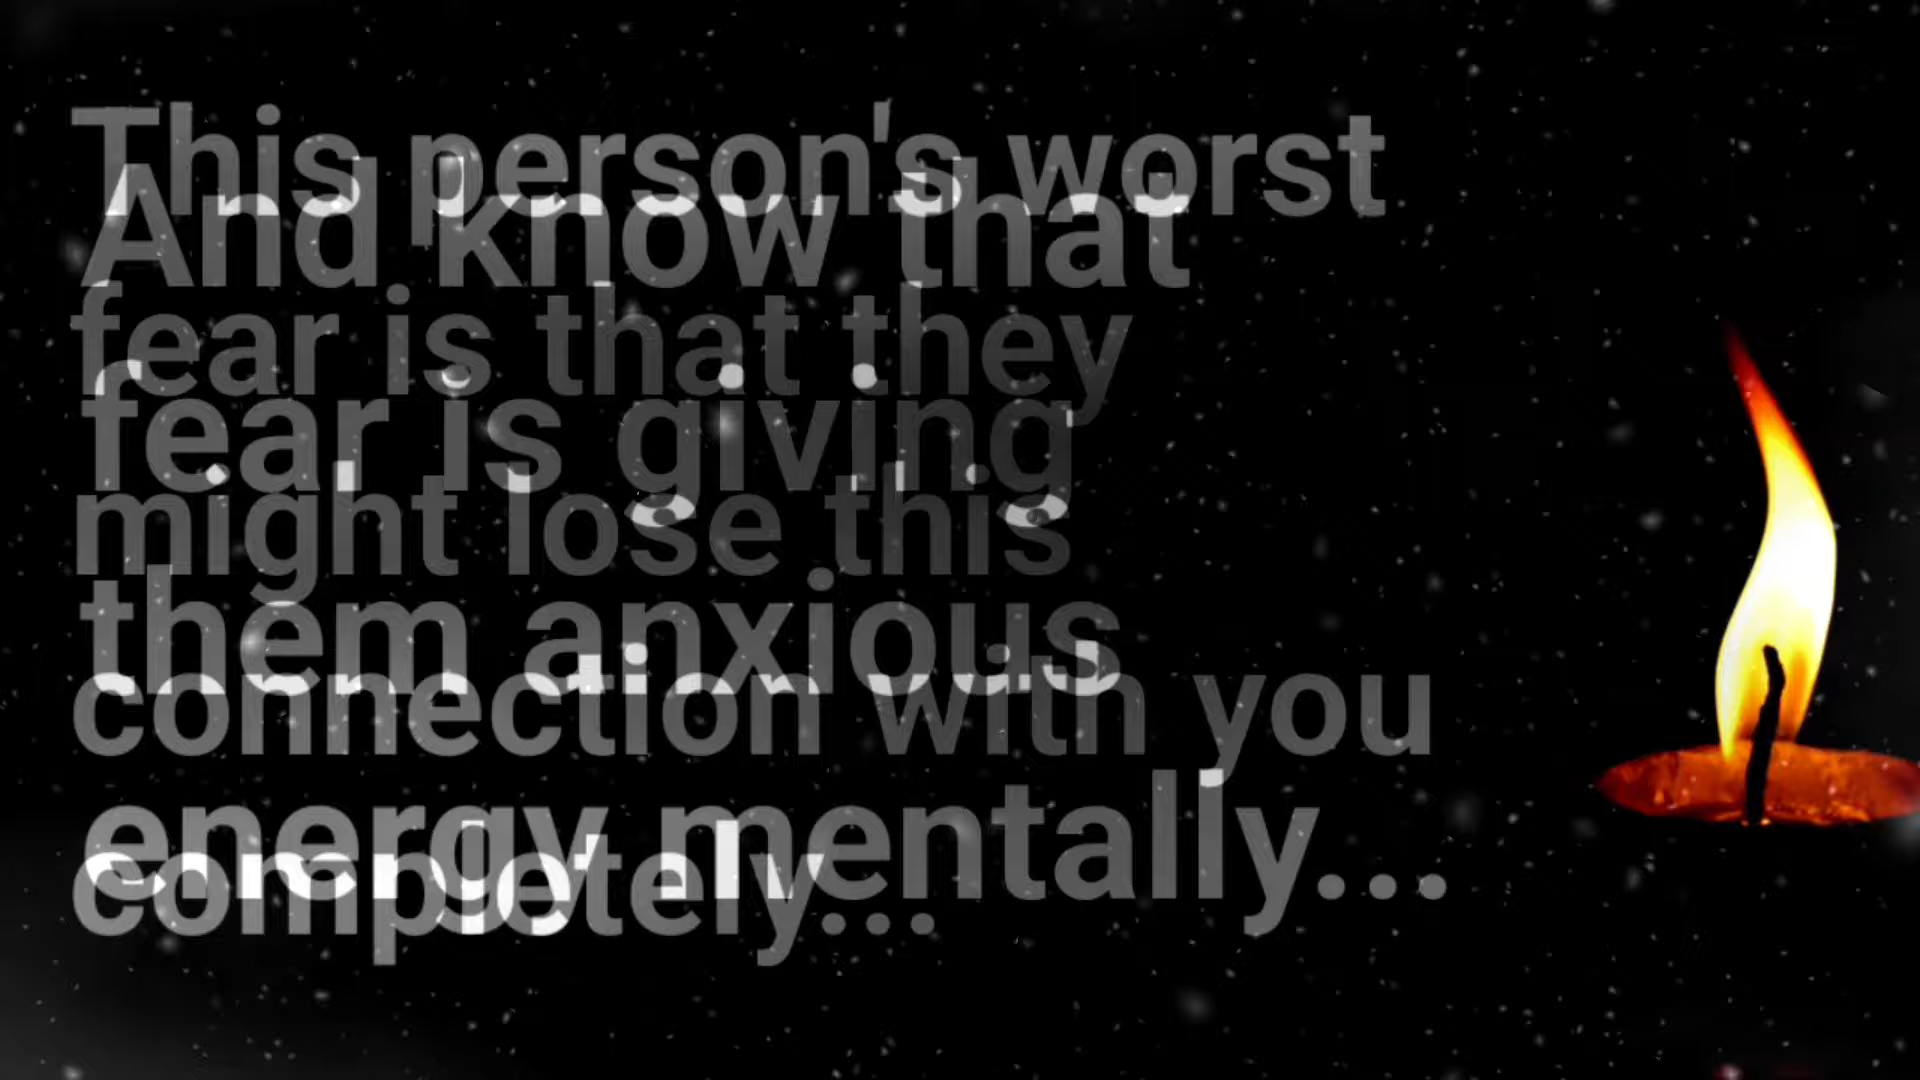 This person's worst
fear is that they
might lose this
connection with you
completely...
And know that
fear is giving
them anxious
energy mentally...